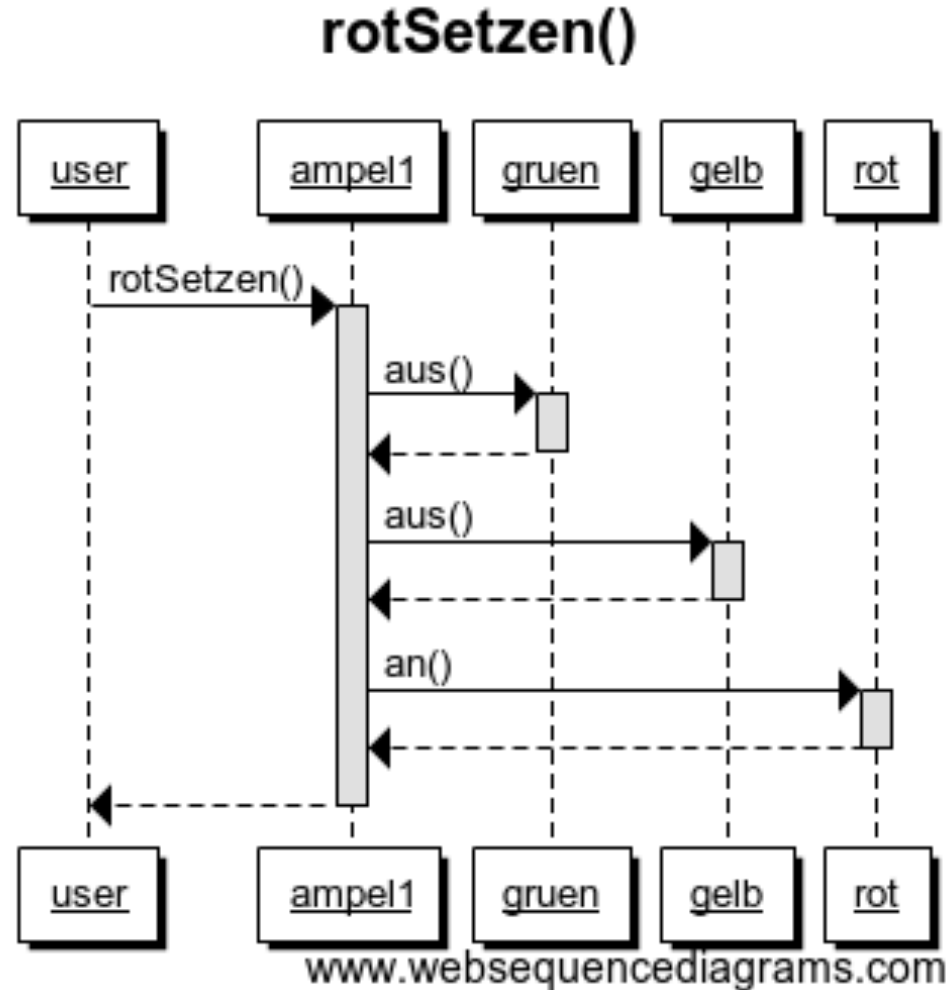 rotSetzen()
user ampel1 gruen gelb rot
rotSetzen()
aus()
aus()
an()
user ampel1 gruen gelb rot
www.websequencediagrams.com